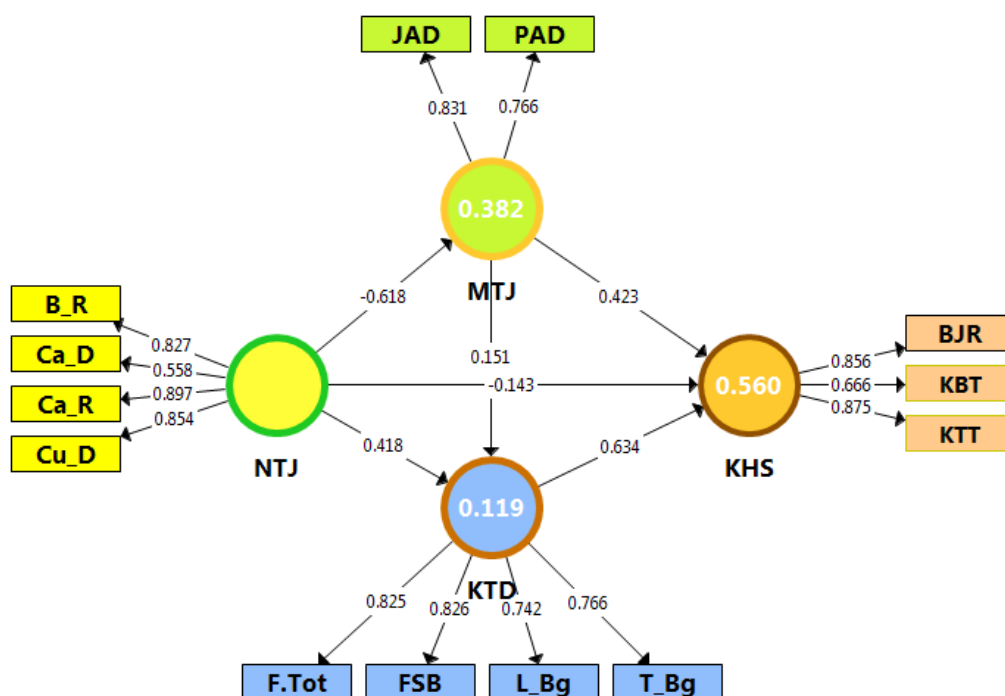 JAD PAD
0.831 0.766
0.382
MTJ
-0.618 0.423
B_R
Ca_D
Ca_R
Cu_D
0.827
0.558
0.897
0.854
NTJ
0.151
-0.143
0.418 0.634
0.560
KHS
0.856
0.666
0.875
BJR
KBT
KTT
0.119
KTD
0.825 0.826 0.742 0.766
F.Tot FSB L_Bg T_Bg